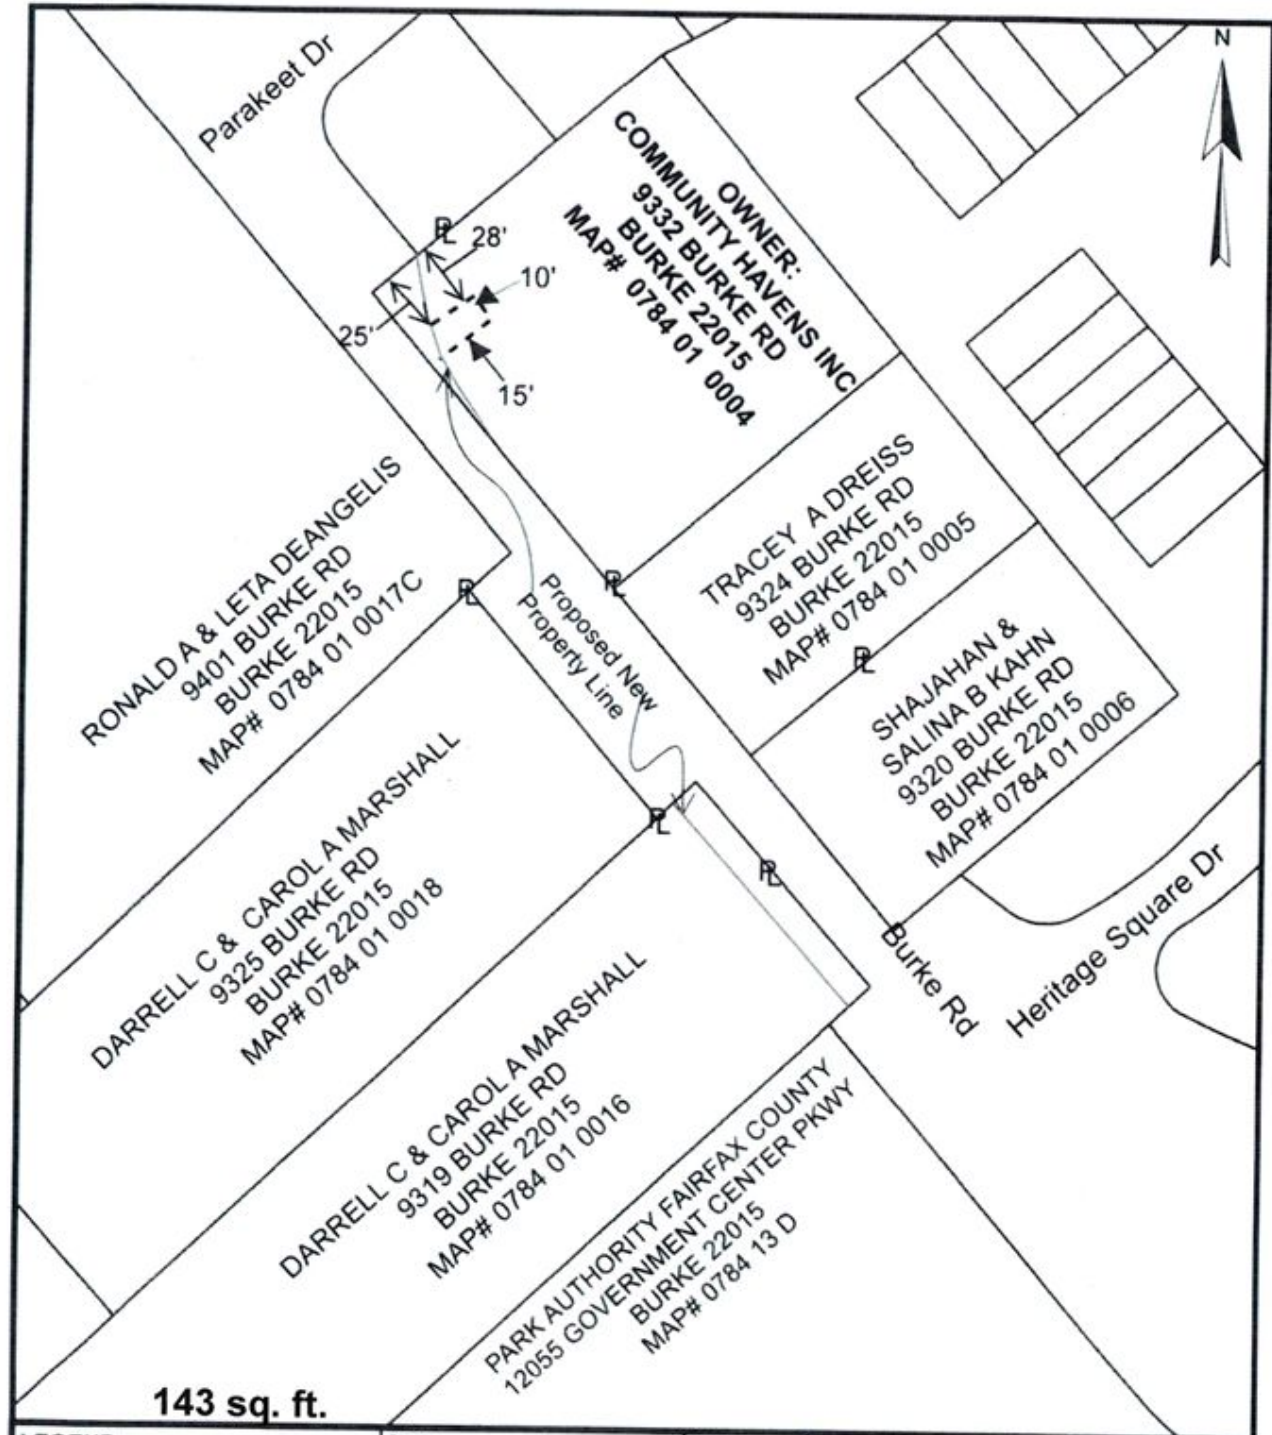 Parakeet Dr
N
OWNER:
COMMUNITY HAVENS INC
9332 BURKE RD
BURKE 22015
MAP# 0784 01 0004
PL
28'
10'
25'
15'
RONALD A & LETA DEANGELIS
9401 BURKE RD
BURKE 22015
MAP# 0784 01 0017C
PL
Proposed New
Property Line
PL
TRACEY A DREISS
9324 BURKE RD
BURKE 22015
MAP# 0784 01 0005
PL
SHAJAHAN &
SALINA B KAHN
9320 BURKE RD
BURKE 22015
MAP# 0784 01 0006
DARRELL C & CAROL A MARSHALL
9325 BURKE RD
BURKE 22015
MAP# 0784 01 0018
PL
PL
Burke Rd
Heritage Square Dr
DARRELL C & CAROL A MARSHALL
9319 BURKE RD
BURKE 22015
MAP# 0784 01 0016
PARK AUTHORITY FAIRFAX COUNTY
12055 GOVERNMENT CENTER PKWY
BURKE 22015
MAP# 0784 13 D
143 sq. ft.